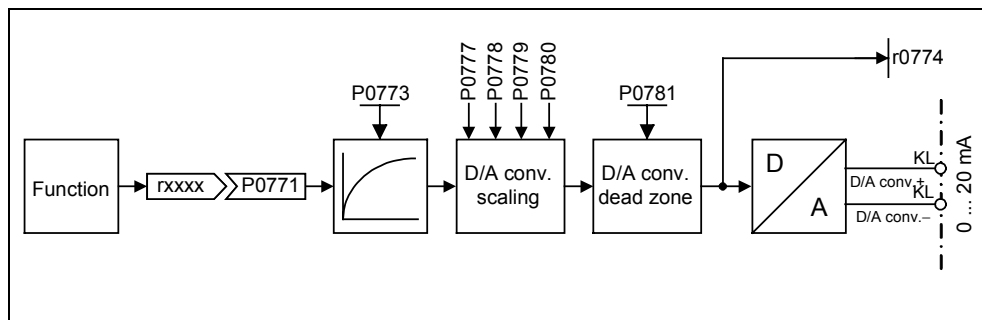 r0774
P0777
P0778
P0779
P0780
P0773
P0781
Function
rxxxx
P0771
D/A conv.
scaling
D/A conv.
dead zone
D
A
KL
D/A conv.+
KL
D/A conv.−
0 ... 20 mA